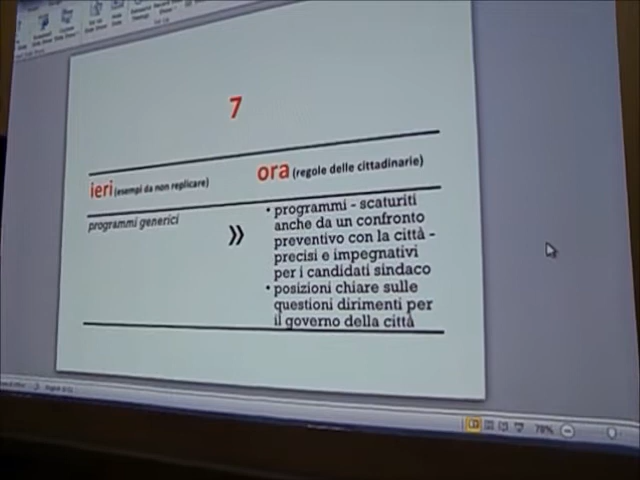 7
ieri (esempi da non replicare)
ora (regole delle cittadinarie)
programmi generici
»
• programmi - scaturiti
anche da un confronto
preventivo con la città -
precisi e impegnativi
per i candidati sindaco
• posizioni chiare sulle
questioni dirimenti per
il governo della città
78%